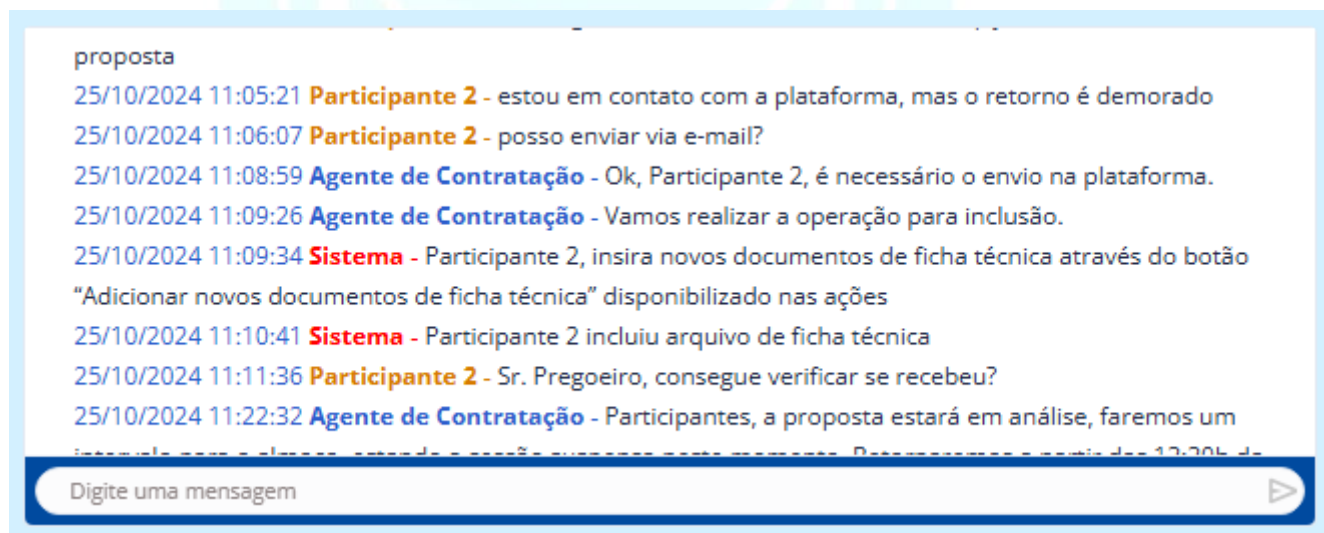 proposta
25/10/2024 11:05:21 Participante 2 - estou em contato com a plataforma, mas o retorno é demorado
25/10/2024 11:06:07 Participante 2 - posso enviar via e-mail?
25/10/2024 11:08:59 Agente de Contratação - Ok, Participante 2, é necessário o envio na plataforma.
25/10/2024 11:09:26 Agente de Contratação - Vamos realizar a operação para inclusão.
25/10/2024 11:09:34 Sistema - Participante 2, insira novos documentos de ficha técnica através do botão
“Adicionar novos documentos de ficha técnica” disponibilizado nas ações
25/10/2024 11:10:41 Sistema - Participante 2 incluiu arquivo de ficha técnica
25/10/2024 11:11:36 Participante 2 - Sr. Pregoeiro, consegue verificar se recebeu?
25/10/2024 11:22:32 Agente de Contratação - Participantes, a proposta estará em análise, faremos um
Digite uma mensagem